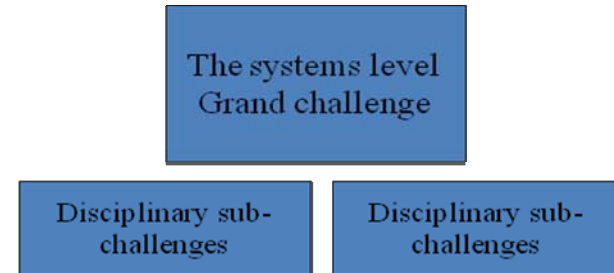 The systems level
Grand challenge
Disciplinary sub-
challenges
Disciplinary sub-
challenges